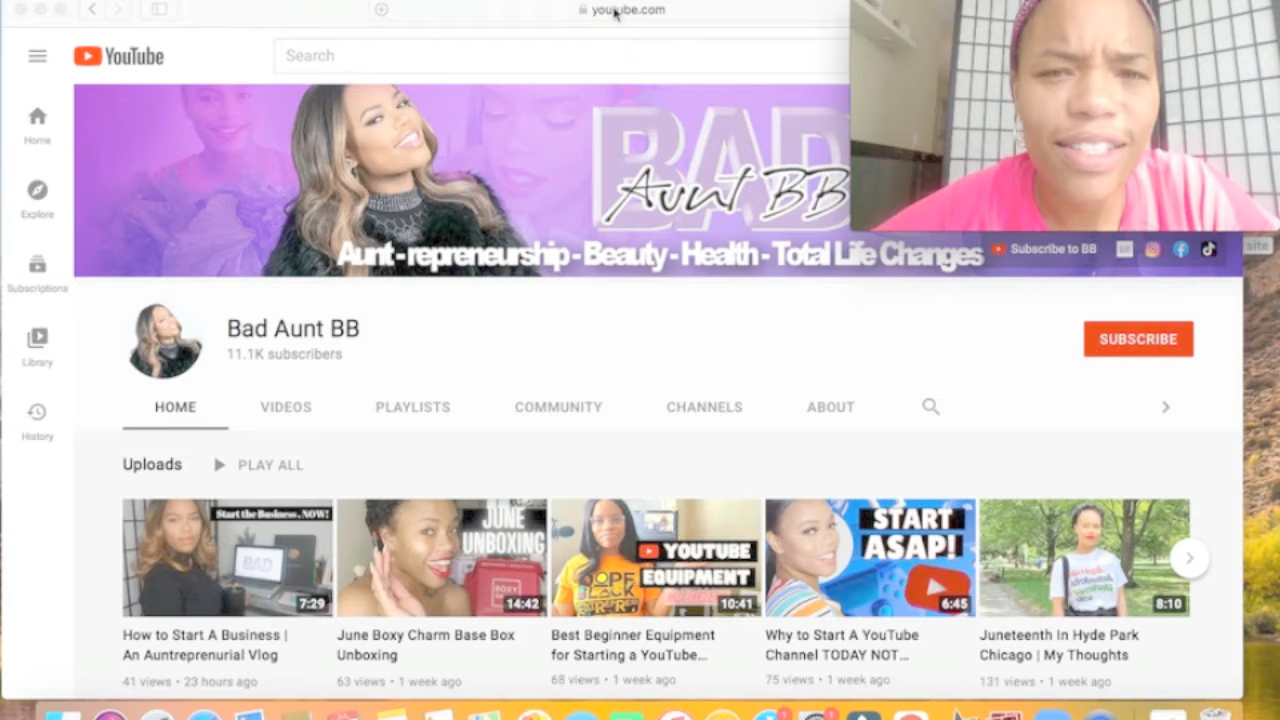 youtube.com
YouTube
Search
Home
Explore
Subscriptions
Library
History
BAD
Aunt BB
Aunt-repreneurship - Beauty - Health - Total Life Changes
Subscribe to BB
site
Bad Aunt BB
11.1K subscribers
SUBSCRIBE
HOME VIDEOS PLAYLISTS COMMUNITY CHANNELS ABOUT
Uploads PLAY ALL
Start the Business, NOW!
BAD
7:29
JUNE
UNBOXING
BOXY
14:42
YOUTUBE
EQUIPMENT
10:41
START
ASAP!
6:45
8:10
How to Start A Business |
An Auntreprenurial Vlog
41 views • 23 hours ago
June Boxy Charm Base Box
Unboxing
63 views • 1 week ago
Best Beginner Equipment
for Starting a YouTube...
68 views • 1 week ago
Why to Start A YouTube
Channel TODAY NOT...
75 views • 1 week ago
Juneteenth In Hyde Park
Chicago | My Thoughts
131 views • 1 week ago